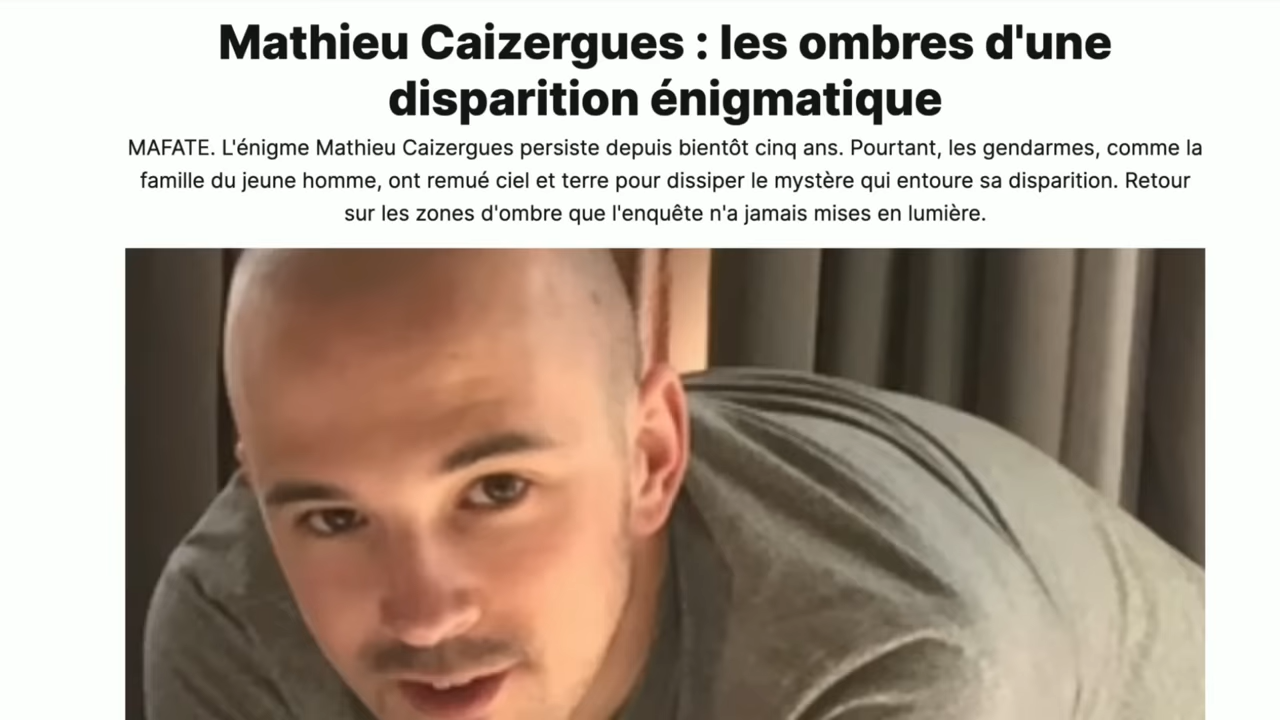 Mathieu Caizergues : les ombres d'une
disparition énigmatique
MAFATE. L'énigme Mathieu Caizergues persiste depuis bientôt cinq ans. Pourtant, les gendarmes, comme la
famille du jeune homme, ont remué ciel et terre pour dissiper le mystère qui entoure sa disparition. Retour
sur les zones d'ombre que l'enquête n'a jamais mises en lumière.